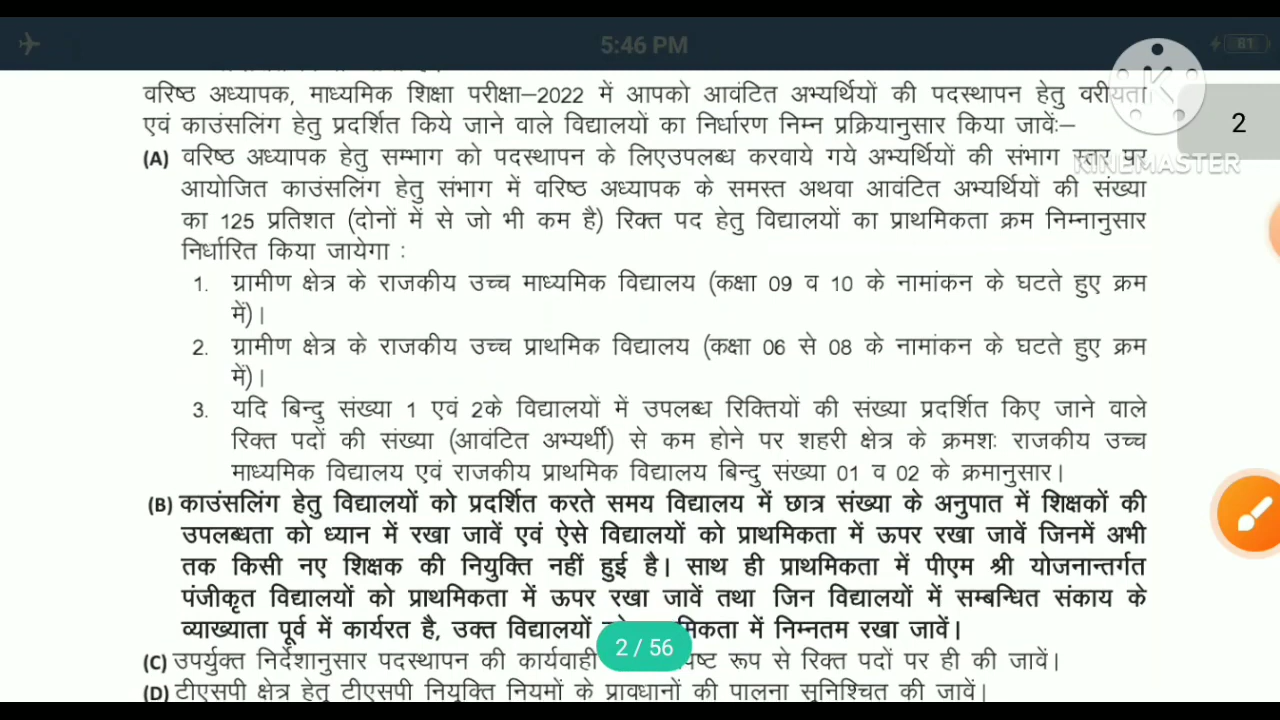 5:46 PM
81
2
KINEMASTER
वरिष्ठ अध्यापक, माध्यमिक शिक्षा परीक्षा–2022 में आपको आवंटित अभ्यर्थियों की पदस्थापन हेतु वरीयता
एवं काउंसलिंग हेतु प्रदर्शित किये जाने वाले विद्यालयों का निर्धारण निम्न प्रक्रियानुसार किया जावेंः–
(A) वरिष्ठ अध्यापक हेतु सम्भाग को पदस्थापन के लिएउपलब्ध करवाये गये अभ्यर्थियों की संभाग स्तर पर
आयोजित काउंसलिंग हेतु संभाग में वरिष्ठ अध्यापक के समस्त अथवा आवंटित अभ्यर्थियों की संख्या
का 125 प्रतिशत (दोनों में से जो भी कम है) रिक्त पद हेतु विद्यालयों का प्राथमिकता क्रम निम्नानुसार
निर्धारित किया जायेगा :
1. ग्रामीण क्षेत्र के राजकीय उच्च माध्यमिक विद्यालय (कक्षा 09 व 10 के नामांकन के घटते हुए क्रम
में)।
2. ग्रामीण क्षेत्र के राजकीय उच्च प्राथमिक विद्यालय (कक्षा 06 से 08 के नामांकन के घटते हुए क्रम
में)।
3. यदि बिन्दु संख्या 1 एवं 2के विद्यालयों में उपलब्ध रिक्तियों की संख्या प्रदर्शित किए जाने वाले
रिक्त पदों की संख्या (आवंटित अभ्यर्थी) से कम होने पर शहरी क्षेत्र के क्रमशः राजकीय उच्च
माध्यमिक विद्यालय एवं राजकीय प्राथमिक विद्यालय बिन्दु संख्या 01 व 02 के क्रमानुसार।
(B) काउंसलिंग हेतु विद्यालयों को प्रदर्शित करते समय विद्यालय में छात्र संख्या के अनुपात में शिक्षकों की
उपलब्धता को ध्यान में रखा जावें एवं ऐसे विद्यालयों को प्राथमिकता में ऊपर रखा जावें जिनमें अभी
तक किसी नए शिक्षक की नियुक्ति नहीं हुई है। साथ ही प्राथमिकता में पीएम श्री योजनान्तर्गत
पंजीकृत विद्यालयों को प्राथमिकता में ऊपर रखा जावें तथा जिन विद्यालयों में सम्बन्धित संकाय के
व्याख्याता पूर्व में कार्यरत है, उक्त विद्यालयों में निम्नतम रखा जावें।
2 / 56
(C) उपर्युक्त निर्देशानुसार पदस्थापन की कार्यवाही रूप से रिक्त पदों पर ही की जावें।
(D) टीएसपी क्षेत्र हेतु टीएसपी नियुक्ति नियमों के प्रावधानों की पालना सुनिश्चित की जावें।